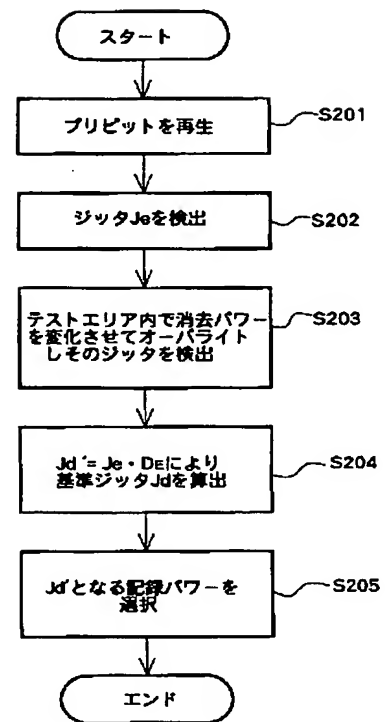 スタート
プリピットを再生
S201
ジッタJeを検出
S202
テストエリア内で消去パワー
を変化させてオーバライト
しそのジッタを検出
S203
Jd´= Je・DEにより
基準ジッタJdを算出
S204
Jd'となる記録パワーを
選択
S205
エンド